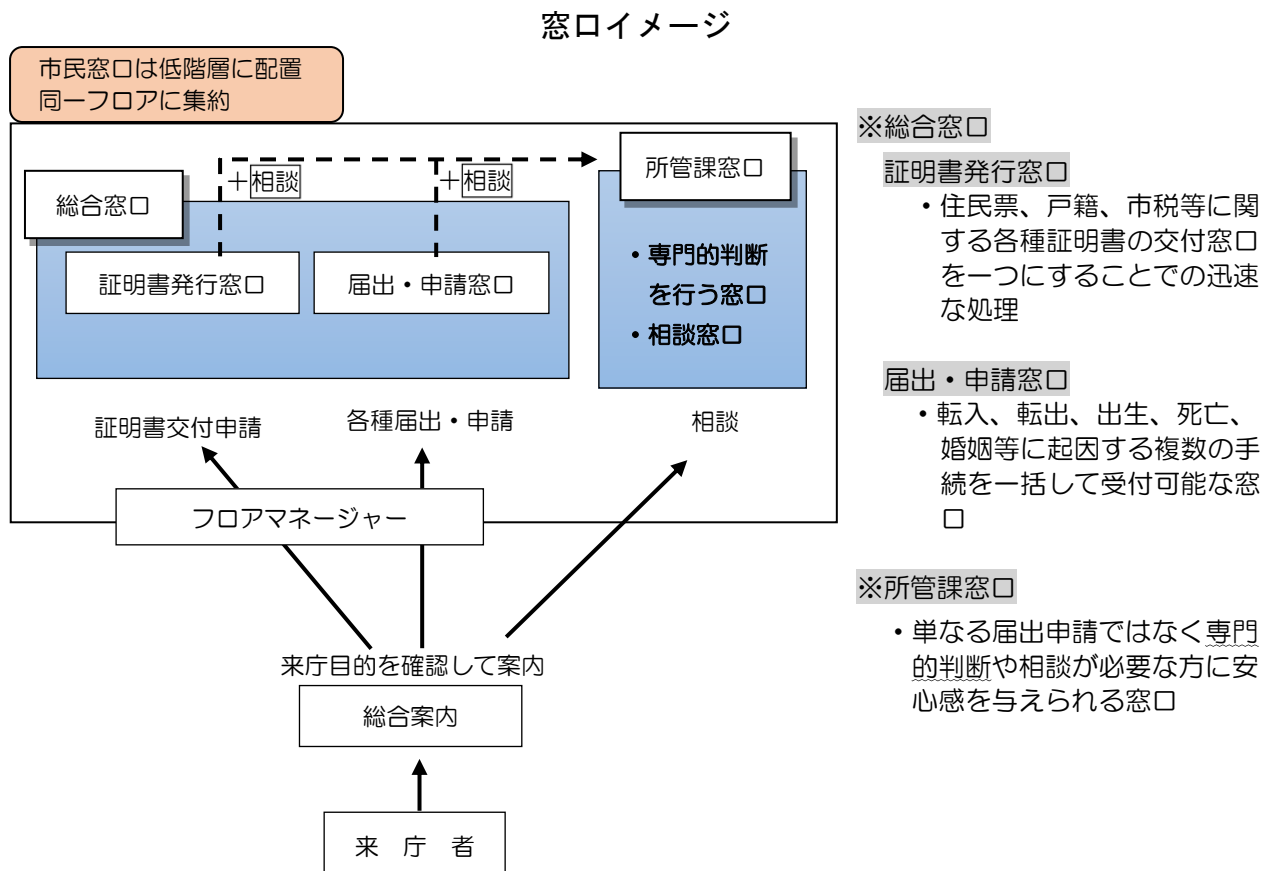 窓口イメージ
市民窓口は低階層に配置
同一フロアに集約
総合窓口
＋相談
＋相談
所管課窓口
証明書発行窓口
届出・申請窓口
・専門的判断
を行う窓口
・相談窓口
証明書交付申請
各種届出・申請
相談
フロアマネージャー
来庁目的を確認して案内
総合案内
来 庁 者
※総合窓口
証明書発行窓口
・住民票、戸籍、市税等に関
する各種証明書の交付窓口
を一つにすることでの迅速
な処理
届出・申請窓口
・転入、転出、出生、死亡、
婚姻等に起因する複数の手
続を一括して受付可能な窓
口
※所管課窓口
・単なる届出申請ではなく専門
的判断や相談が必要な方に安
心感を与えられる窓口